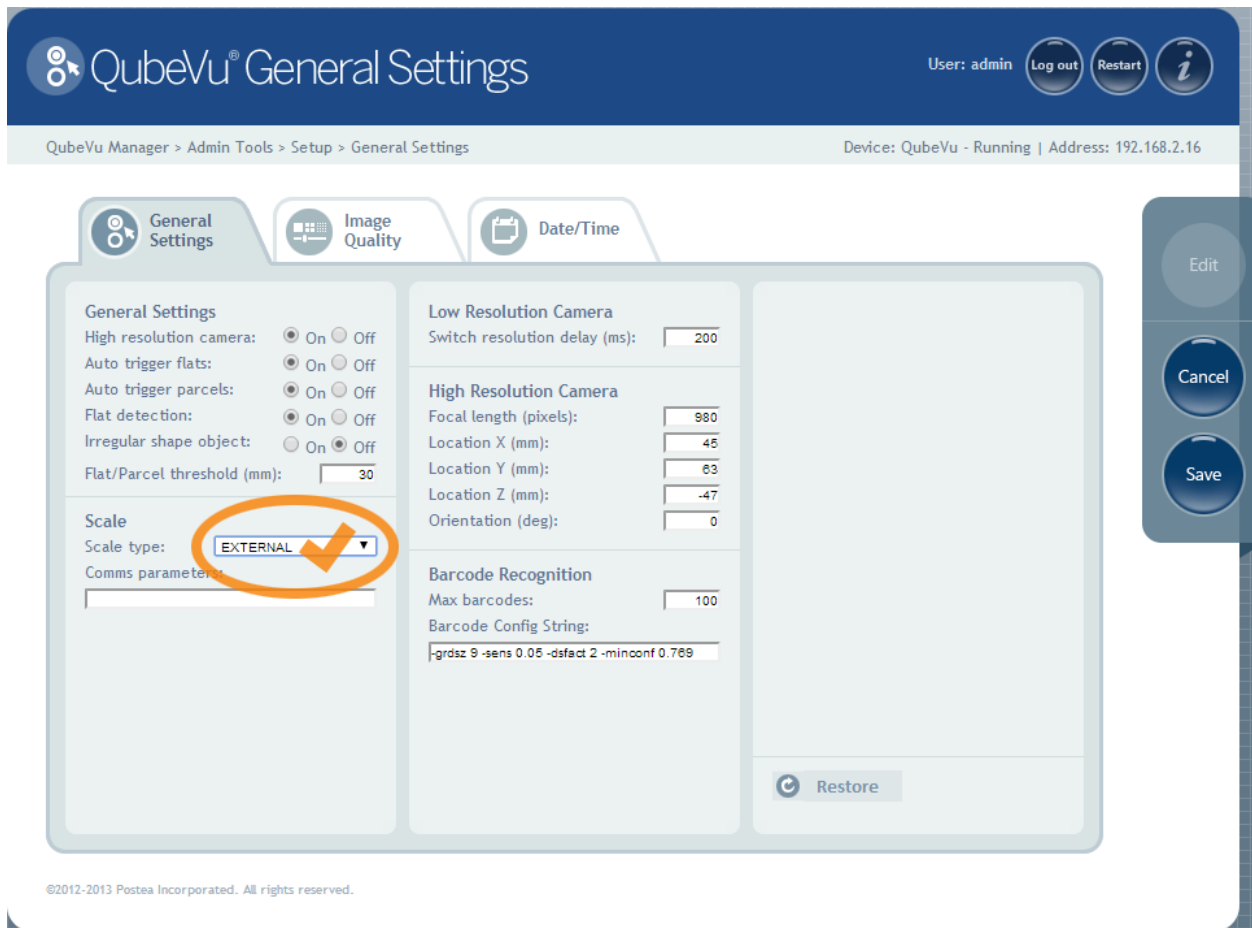 QubeVu® General Settings
User: admin
Log out
Restart
i
QubeVu Manager > Admin Tools > Setup > General Settings
Device: QubeVu - Running | Address: 192.168.2.16
General
Settings
Image
Quality
Date/Time
Edit
Cancel
Save
General Settings
High resolution camera: On Off
Auto trigger flats: On Off
Auto trigger parcels: On Off
Flat detection: On Off
Irregular shape object: On Off
Flat/Parcel threshold (mm): 30
Scale
Scale type: EXTERNAL
Comms parameters:
Low Resolution Camera
Switch resolution delay (ms): 200
High Resolution Camera
Focal length (pixels): 980
Location X (mm): 45
Location Y (mm): 63
Location Z (mm): -47
Orientation (deg): 0
Barcode Recognition
Max barcodes: 100
Barcode Config String:
-grdsz 9 -sens 0.05 -dsfact 2 -minconf 0.769
Restore
©2012-2013 Postea Incorporated. All rights reserved.